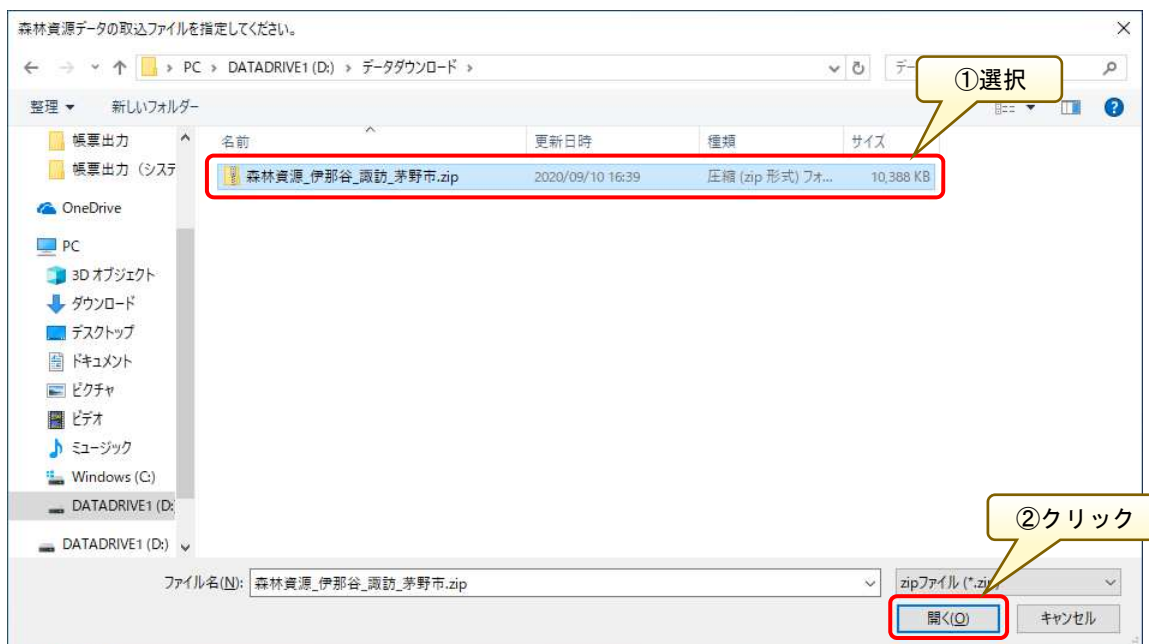 森林資源データの取込ファイルを指定してください。
PC › DATADRIVE1 (D:) › データダウンロード ›
①選択
整理 ▼ 新しいフォルダー
帳票出力
帳票出力 （システ
OneDrive
PC
3D オブジェクト
ダウンロード
デスクトップ
ドキュメント
ピクチャ
ビデオ
ミュージック
Windows (C:)
DATADRIVE1 (D:
DATADRIVE1 (D:)
名前 更新日時 種類 サイズ
森林資源_伊那谷_諏訪_茅野市.zip 2020/09/10 16:39 圧縮 (zip 形式) フォ... 10,388 KB
②クリック
ファイル名(N): 森林資源_伊那谷_諏訪_茅野市.zip
zipファイル (*.zip)
開く(O) キャンセル